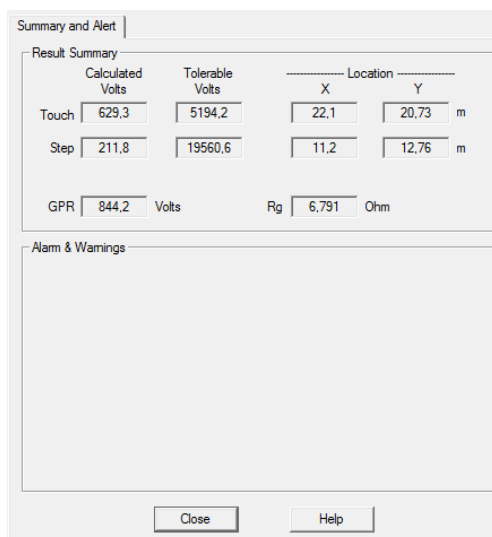 Summary and Alert
Result Summary
Calculated Tolerable ---------------- Location ----------------
Volts Volts X Y
Touch 629,3 5194,2 22,1 20,73 m
Step 211,8 19560,6 11,2 12,76 m
GPR 844,2 Volts Rg 6,791 Ohm
Alarm & Warnings
Close Help